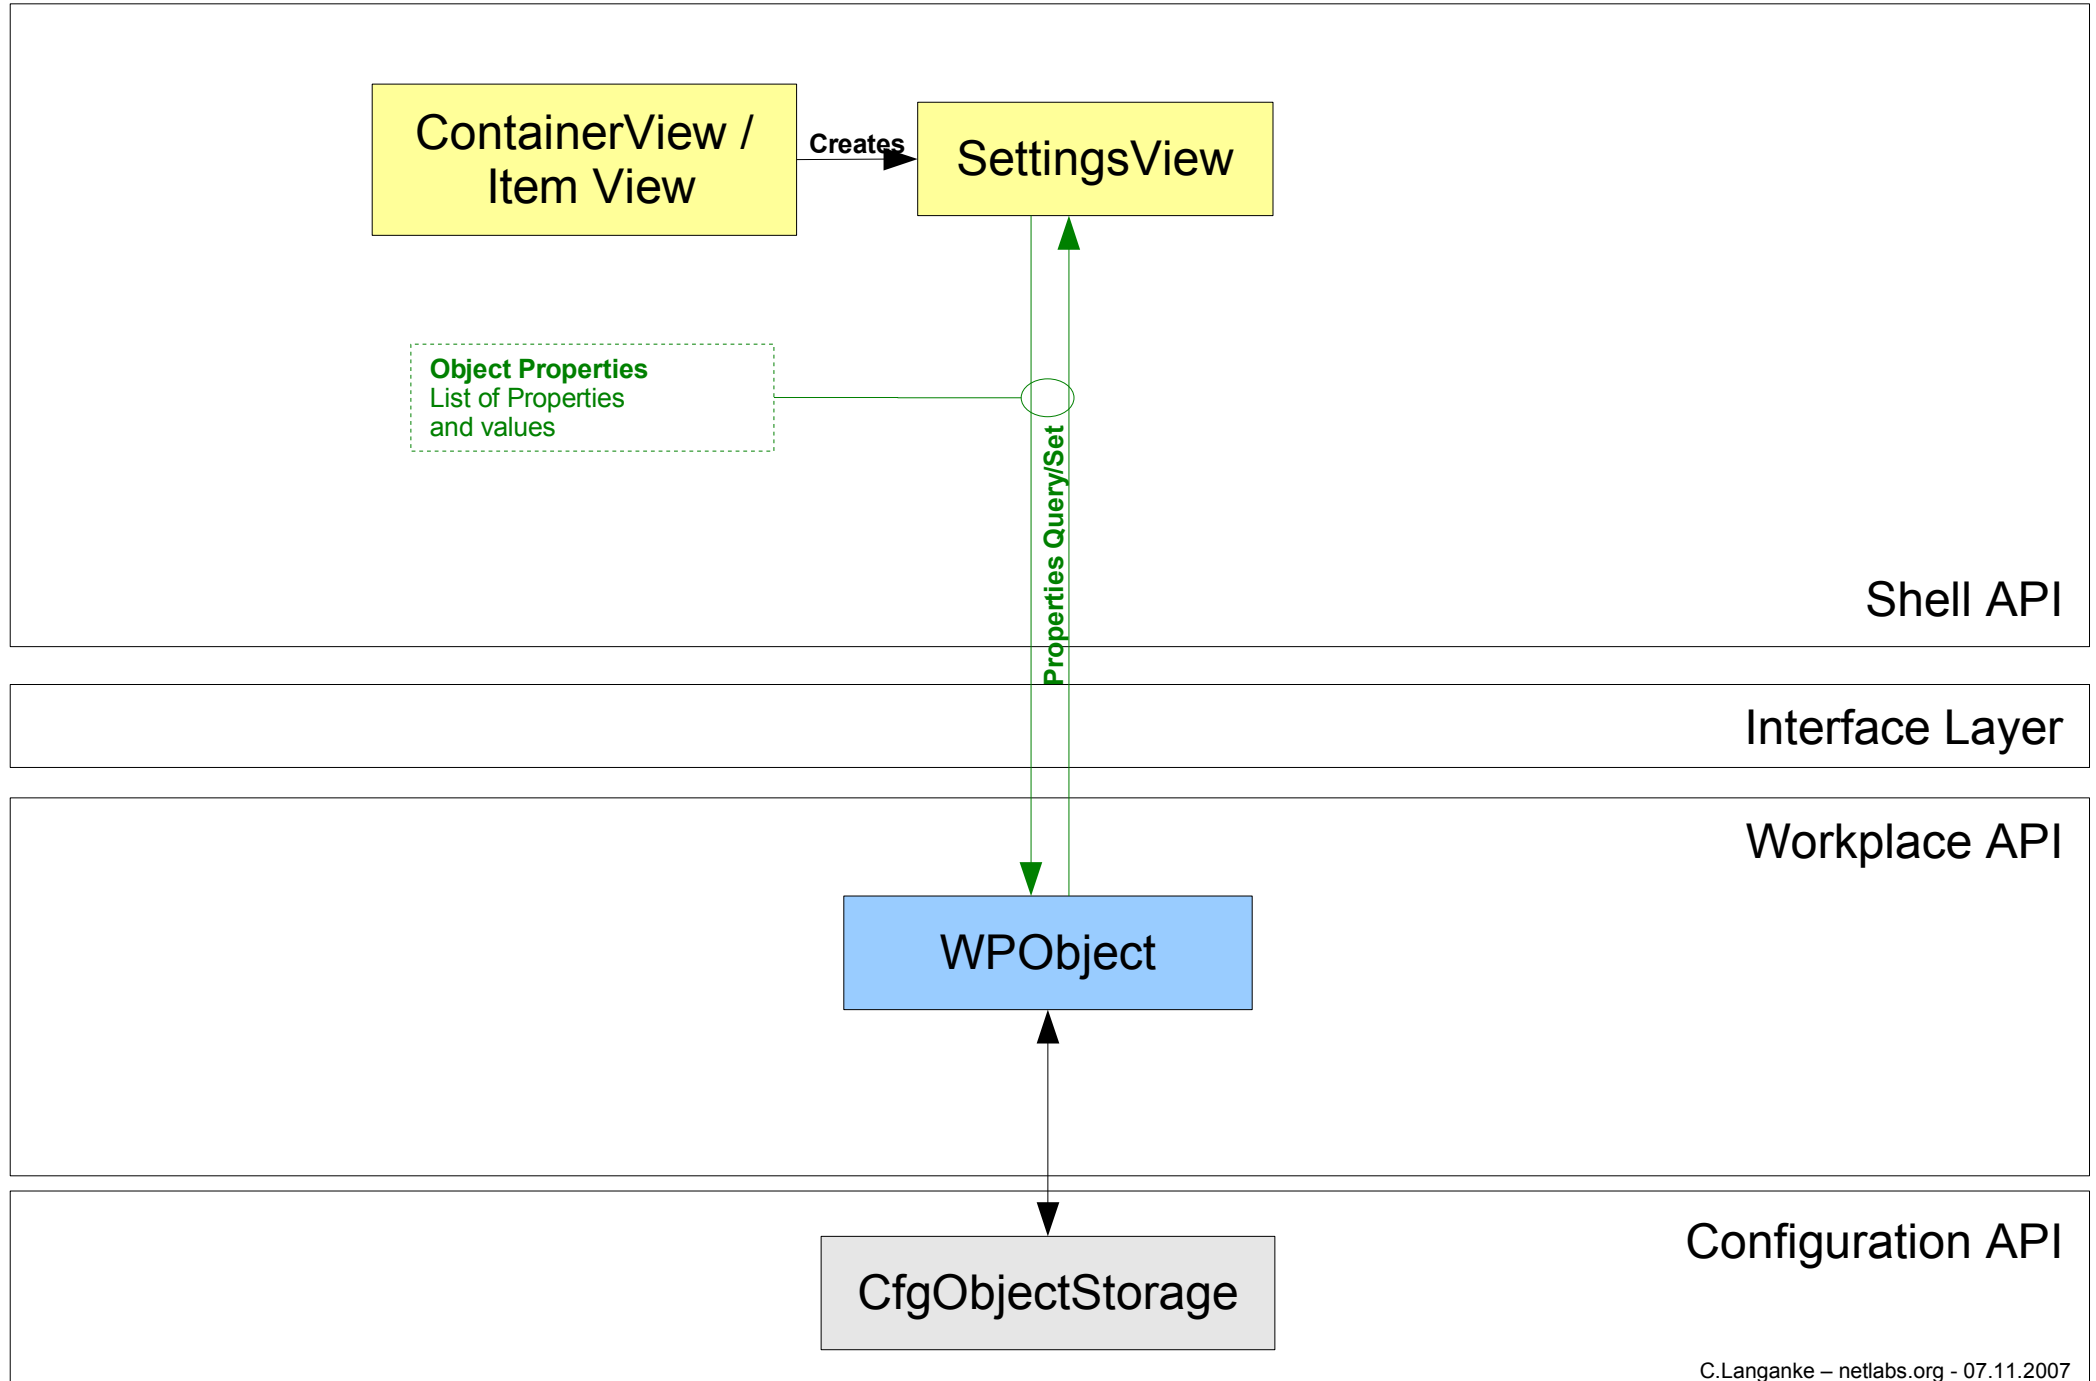 ContainerView /
Item View
Creates
SettingsView
Object Properties
List of Properties
and values
Properties Query/Set
Shell API
Interface Layer
Workplace API
WPObject
Configuration API
CfgObjectStorage
C.Langanke – netlabs.org - 07.11.2007